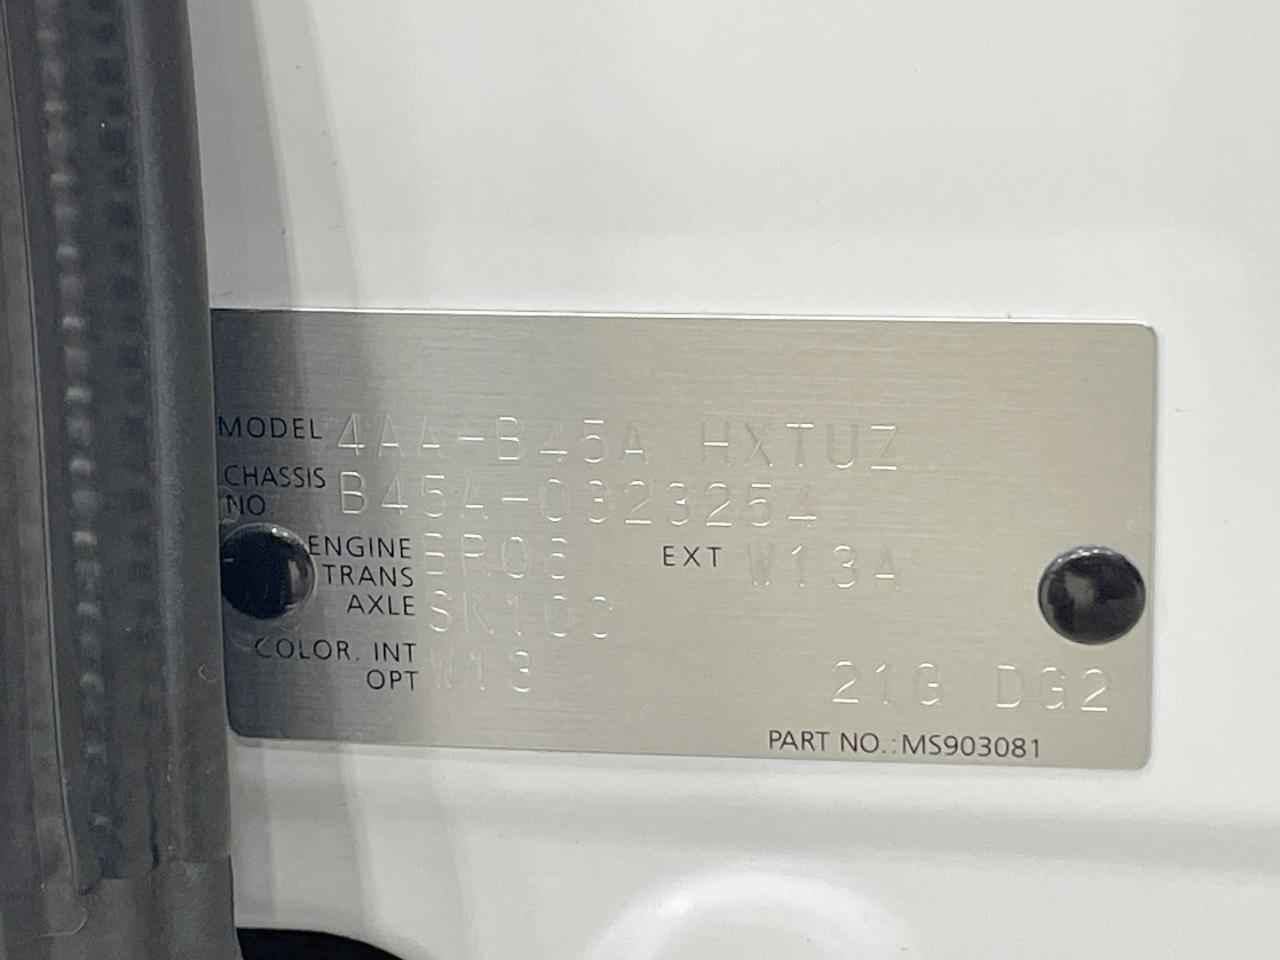 MODEL 4AA-B45A HXTUZ
CHASSIS NO. B45A-0323254
ENGINE BR06 EXT W13A
TRANS
AXLE SK100
COLOR. INT W13
OPT 21G DG2
PART NO.:MS903081